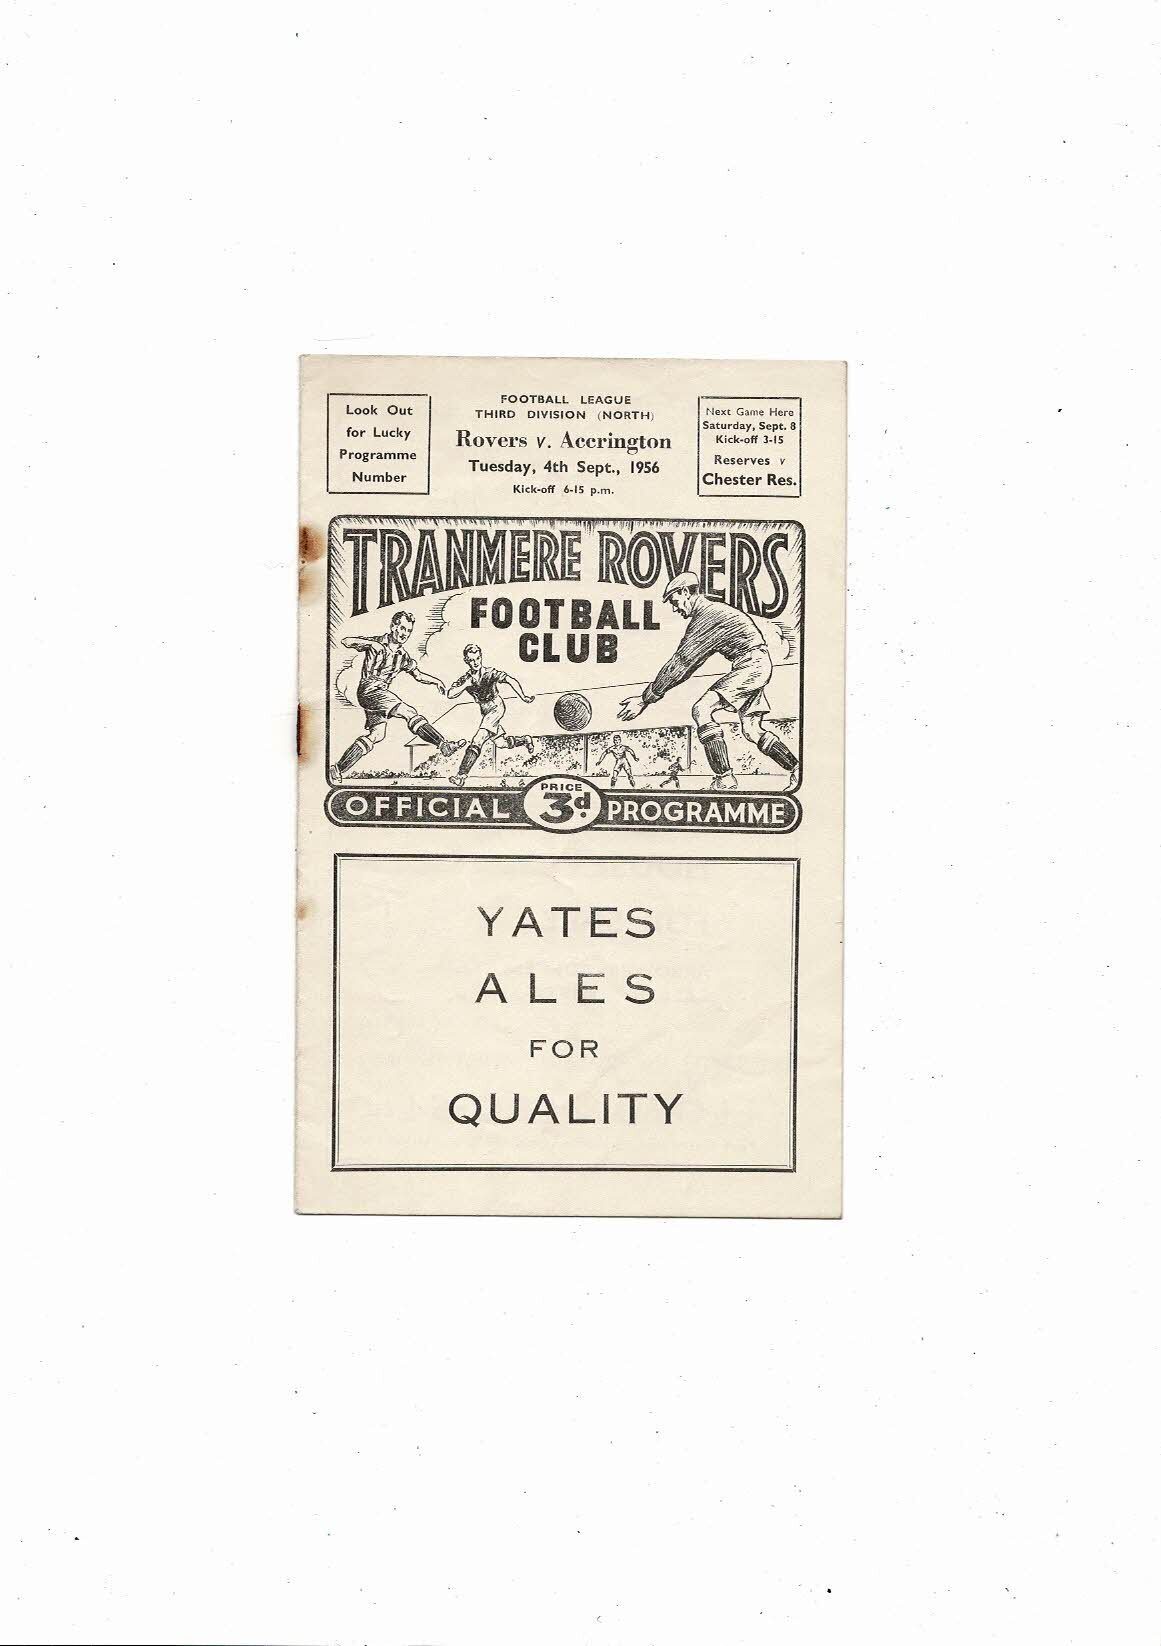 Look Out
for Lucky
Programme
Number
FOOTBALL LEAGUE
THIRD DIVISION (NORTH)
Rovers v. Accrington
Tuesday, 4th Sept., 1956
Kick-off 6-15 p.m.
Next Game Here
Saturday, Sept. 8
Kick-off 3-15
Reserves v
Chester Res.
TRANMERE ROVERS
FOOTBALL
CLUB
OFFICIAL PRICE 3d. PROGRAMME
YATES
ALES
FOR
QUALITY